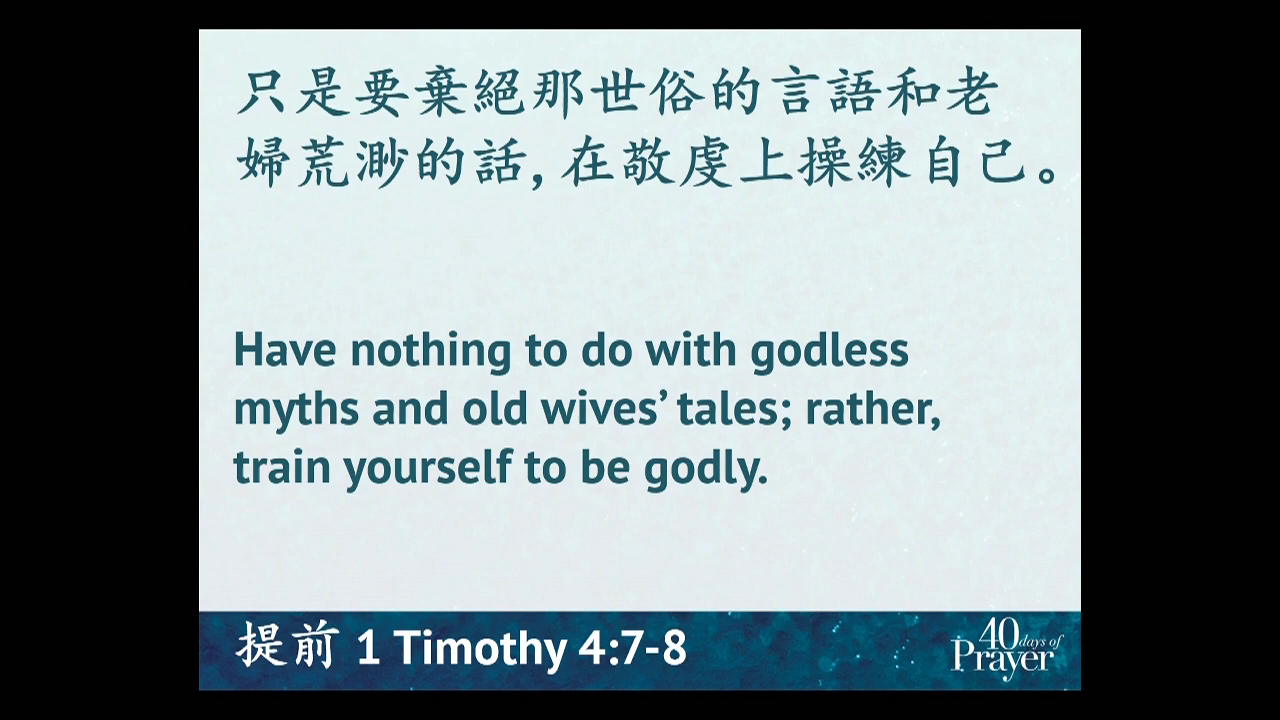 只是要棄絕那世俗的言語和老
婦荒渺的話,在敬虔上操練自己。
Have nothing to do with godless
myths and old wives’ tales; rather,
train yourself to be godly.
提前 1 Timothy 4:7-8
40 days of
Prayer